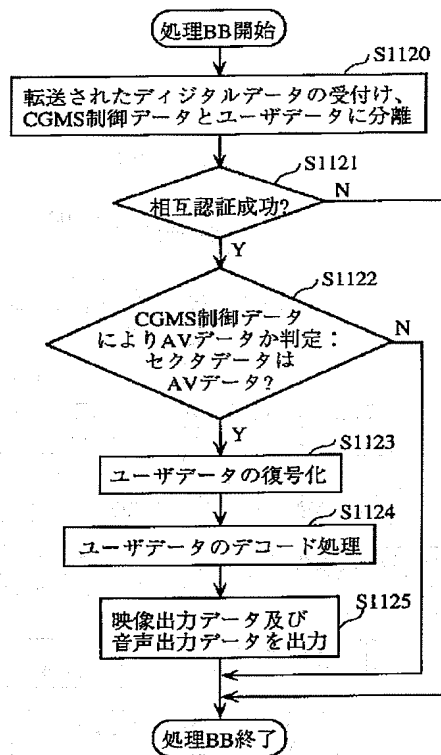 処理BB開始
S1120
転送されたディジタルデータの受付け、
CGMS制御データとユーザデータに分離
S1121
相互認証成功?
N
Y
S1122
CGMS制御データ
によりAVデータか判定:
セクタデータは
AVデータ?
N
Y
S1123
ユーザデータの復号化
S1124
ユーザデータのデコード処理
S1125
映像出力データ及び
音声出力データを出力
処理BB終了